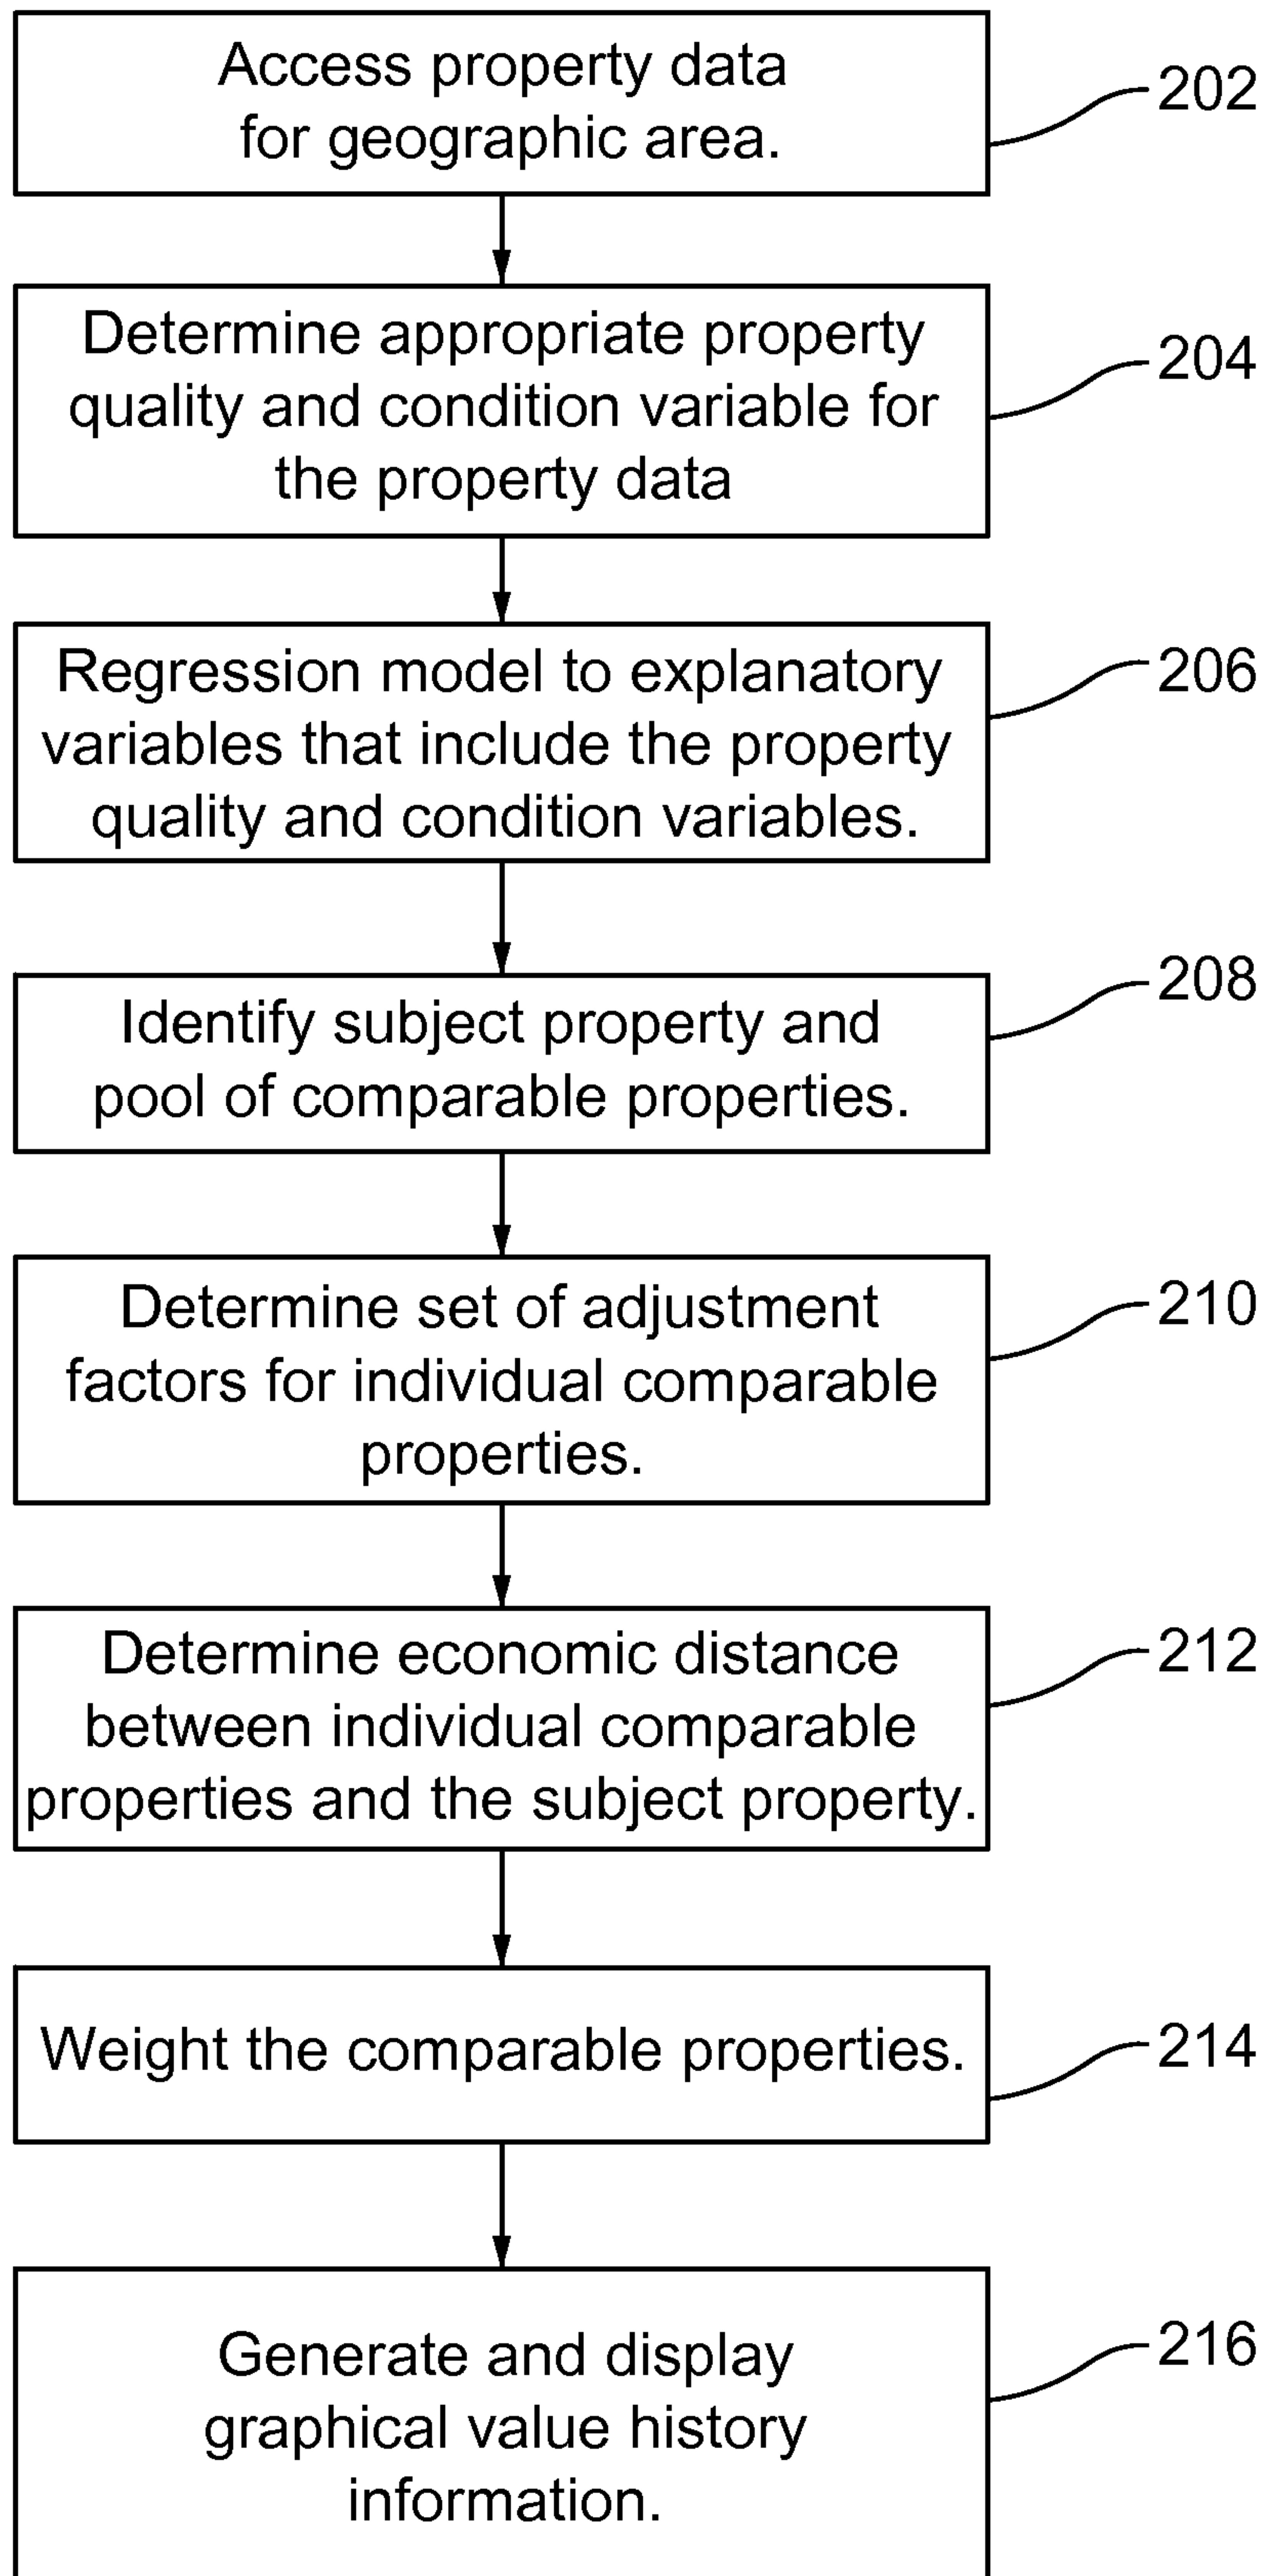 Access property data
for geographic area.
202
Determine appropriate property
quality and condition variable for
the property data
204
Regression model to explanatory
variables that include the property
quality and condition variables.
206
Identify subject property and
pool of comparable properties.
208
Determine set of adjustment
factors for individual comparable
properties.
210
Determine economic distance
between individual comparable
properties and the subject property.
212
Weight the comparable properties.
214
Generate and display
graphical value history
information.
216